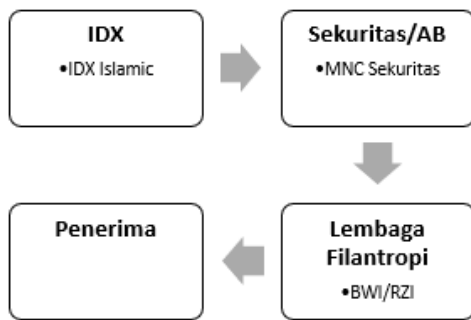 IDX
•IDX Islamic
Sekuritas/AB
•MNC Sekuritas
Penerima
Lembaga
Filantropi
•BWI/RZI